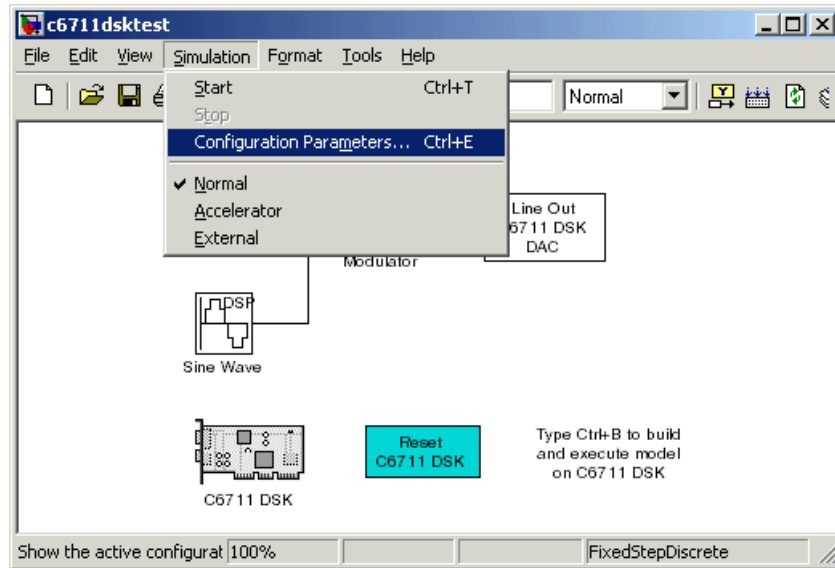 c6711dsktest
File Edit View Simulation Format Tools Help
Normal
Start Ctrl+T
Stop
Configuration Parameters... Ctrl+E
Normal
Accelerator
External
Line Out
C6711 DSK
DAC
Modulator
DSP
Sine Wave
C6711 DSK
Reset
C6711 DSK
Type Ctrl+B to build
and execute model
on C6711 DSK
Show the active configurat 100% FixedStepDiscrete